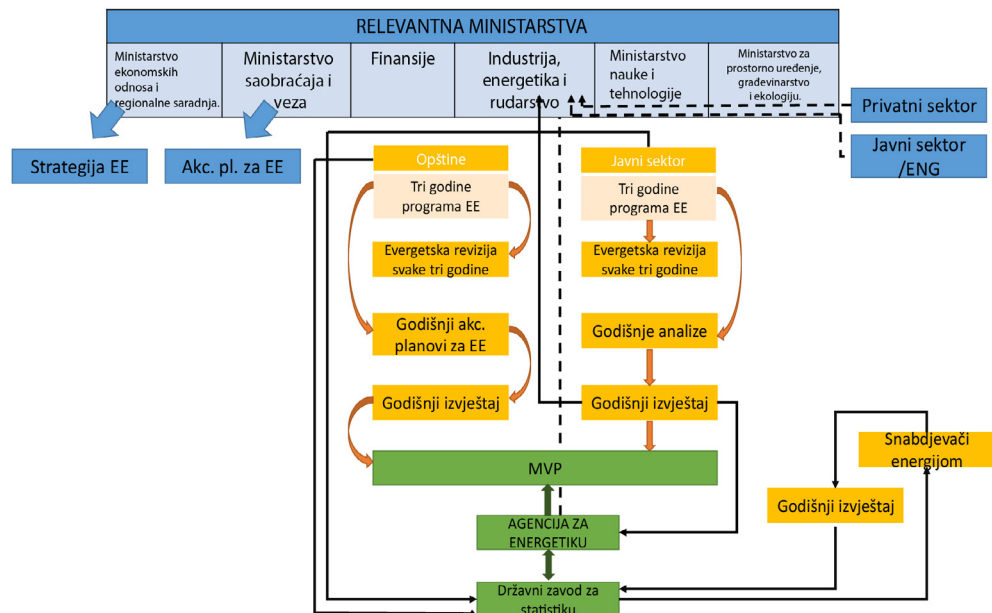 RELEVANTNA MINISTARSTVA
Ministarstvo
ekonomskih
odnosa i
regionalne saradnja.
Ministarstvo
saobraćaja i
veza
Finansije
Industrija,
energetika i
rudarstvo
Ministarstvo
nauke i
tehnologije
Ministarstvo za
prostorno uređenje,
građevinarstvo
i ekologiju.
Privatni sektor
Javni sektor
/ENG
Strategija EE
Akc. pl. za EE
Opštine
Javni sektor
Tri godine
programa EE
Tri godine
programa EE
Evergetska revizija
svake tri godine
Evergetska revizija
svake tri godine
Godišnji akc.
planovi za EE
Godišnje analize
Godišnji izvještaj
Godišnji izvještaj
Snabdjevači
energijom
MVP
Godišnji izvještaj
AGENCIJA ZA
ENERGETIKU
Državni zavod za
statistiku